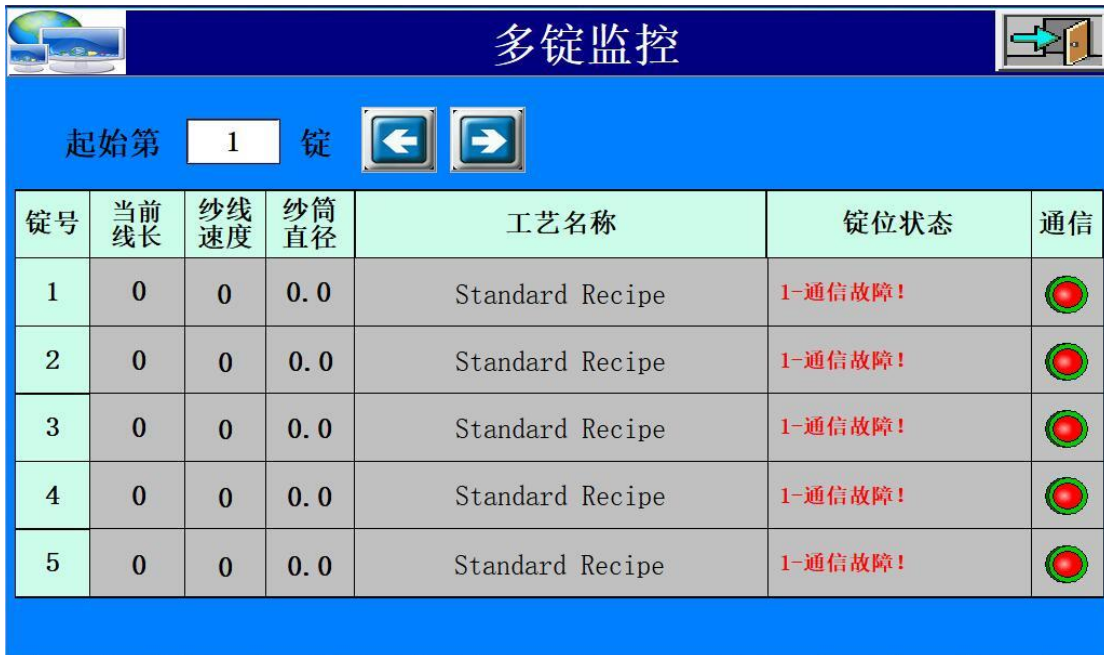 多锭监控
起始第 1 锭
锭号 当前线长 纱线速度 纱筒直径 工艺名称 锭位状态 通信
1 0 0 0.0 Standard Recipe 1-通信故障!
2 0 0 0.0 Standard Recipe 1-通信故障!
3 0 0 0.0 Standard Recipe 1-通信故障!
4 0 0 0.0 Standard Recipe 1-通信故障!
5 0 0 0.0 Standard Recipe 1-通信故障!